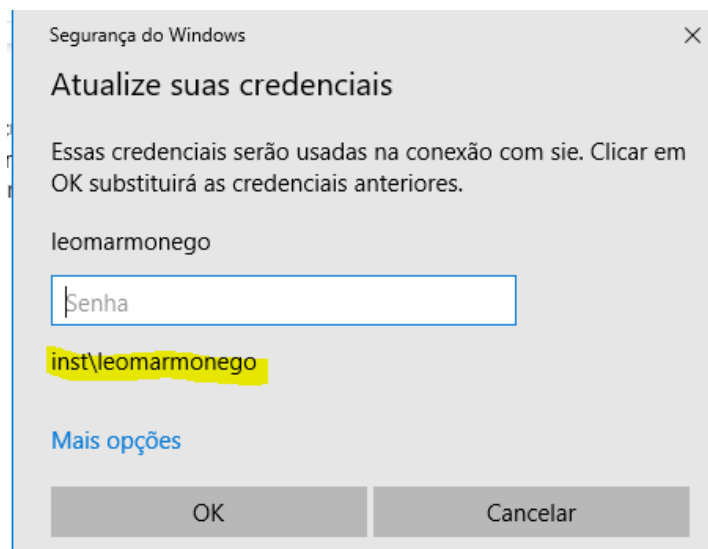 Segurança do Windows
Atualize suas credenciais
Essas credenciais serão usadas na conexão com sie. Clicar em
OK substituirá as credenciais anteriores.
leomarmonego
Senha
inst\leomarmonego
Mais opções
OK
Cancelar